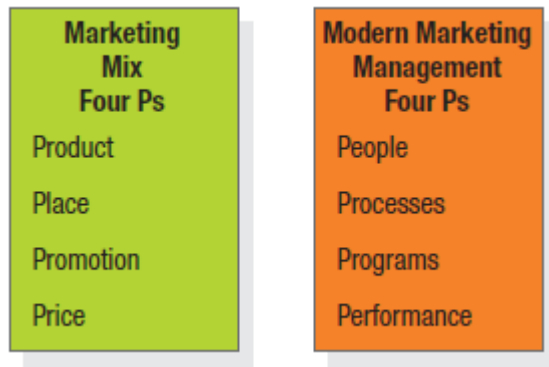 Marketing
Mix
Four Ps
Product
Place
Promotion
Price
Modern Marketing
Management
Four Ps
People
Processes
Programs
Performance